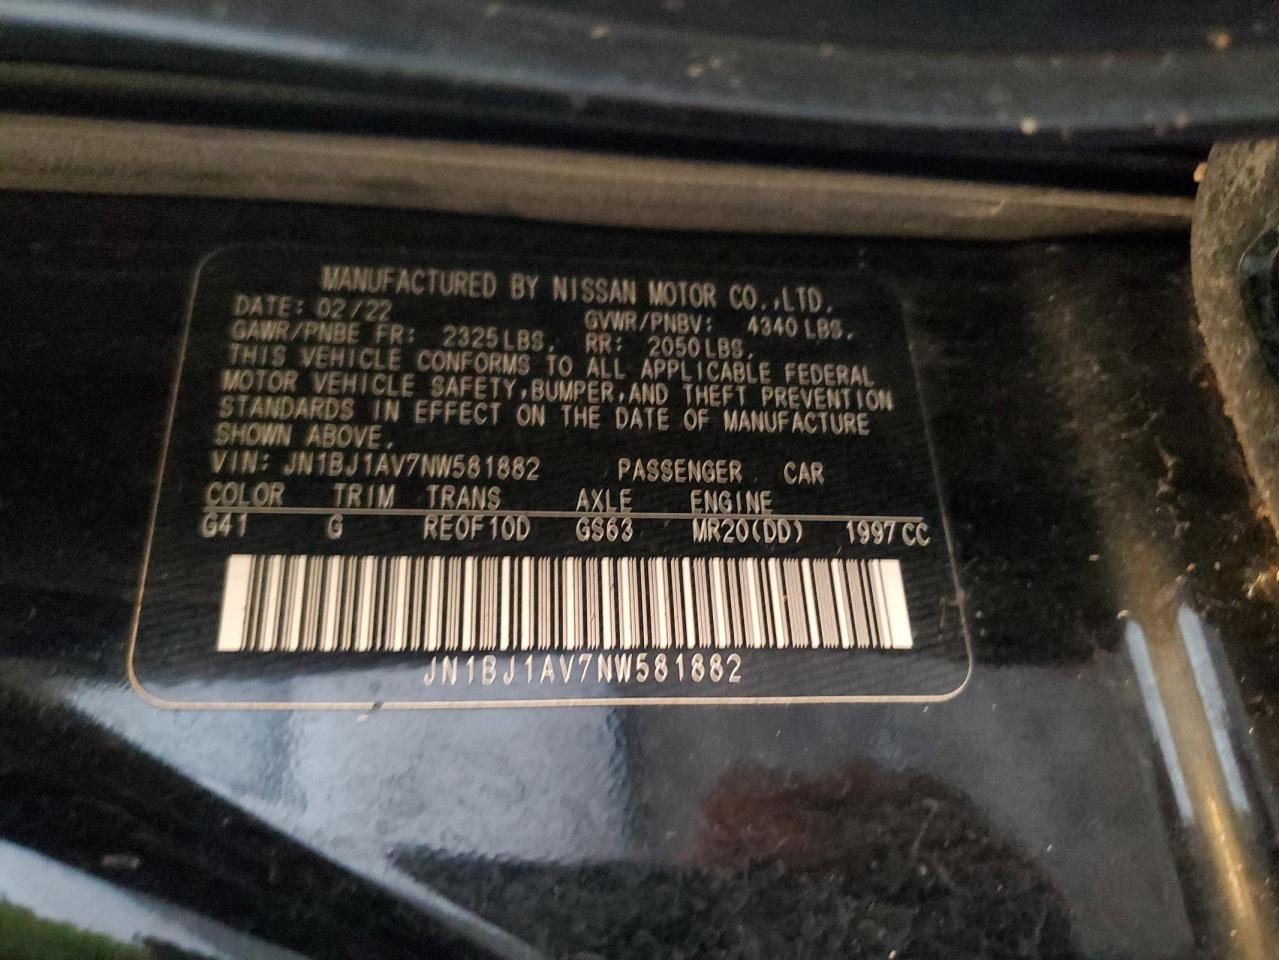 MANUFACTURED BY NISSAN MOTOR CO.,LTD.
DATE: 02/22 GVWR/PNBV: 4340 LBS.
GAWR/PNBE FR: 2325 LBS. RR: 2050 LBS.
THIS VEHICLE CONFORMS TO ALL APPLICABLE FEDERAL
MOTOR VEHICLE SAFETY, BUMPER, AND THEFT PREVENTION
STANDARDS IN EFFECT ON THE DATE OF MANUFACTURE
SHOWN ABOVE.
VIN: JN1BJ1AV7NW581882 PASSENGER CAR
COLOR TRIM TRANS AXLE ENGINE
G41 G RE0F10D GS63 MR20(DD) 1997 CC
JN1BJ1AV7NW581882